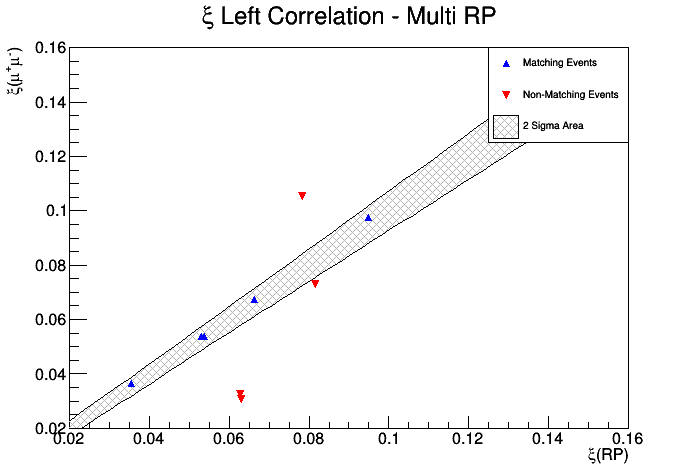 ξ Left Correlation - Multi RP
ξ(μ⁺μ⁻)
0.16
0.14
0.12
0.1
0.08
0.06
0.04
0.02
Matching Events
Non-Matching Events
2 Sigma Area
0.02 0.04 0.06 0.08 0.1 0.12 0.14 0.16
ξ(RP)